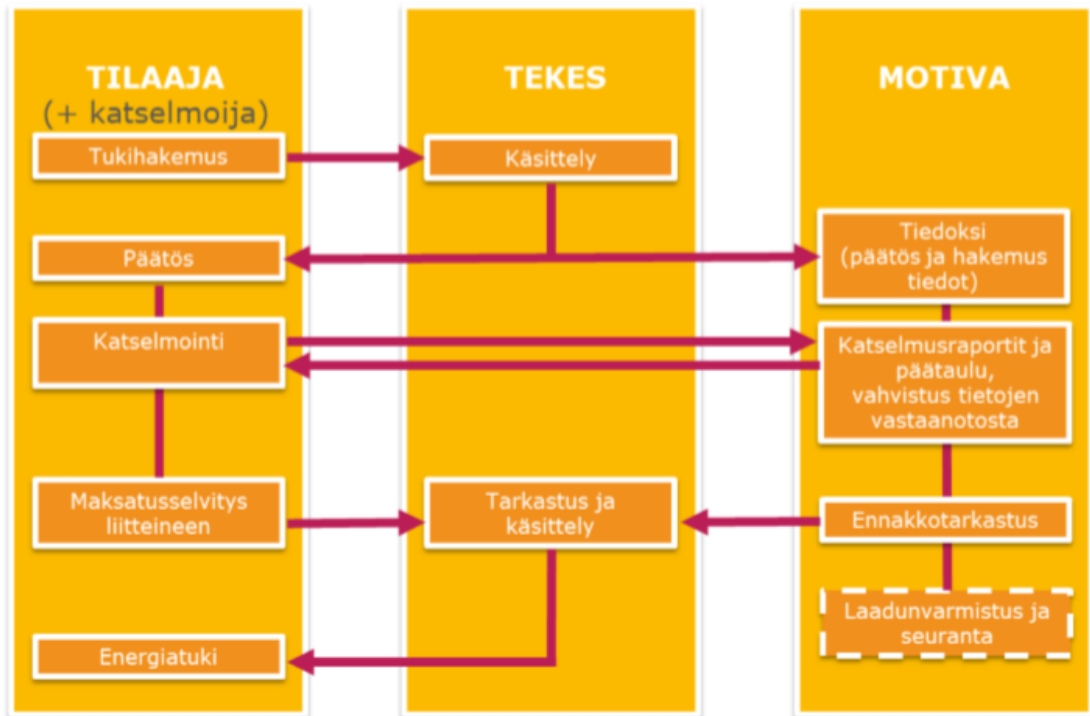 TILAAJA
(+ katselmoija)
Tukihakemus
Päätös
Katselmointi
Maksatusselvitys
liitteineen
Energiatuki
TEKES
Käsittely
Tarkastus ja
käsittely
MOTIVA
Tiedoksi
(päätös ja hakemus
tiedot)
Katselmusraportit ja
päätaulu,
vahvistus tietojen
vastaanotosta
Ennakkotarkastus
Laadunvarmistus ja
seuranta